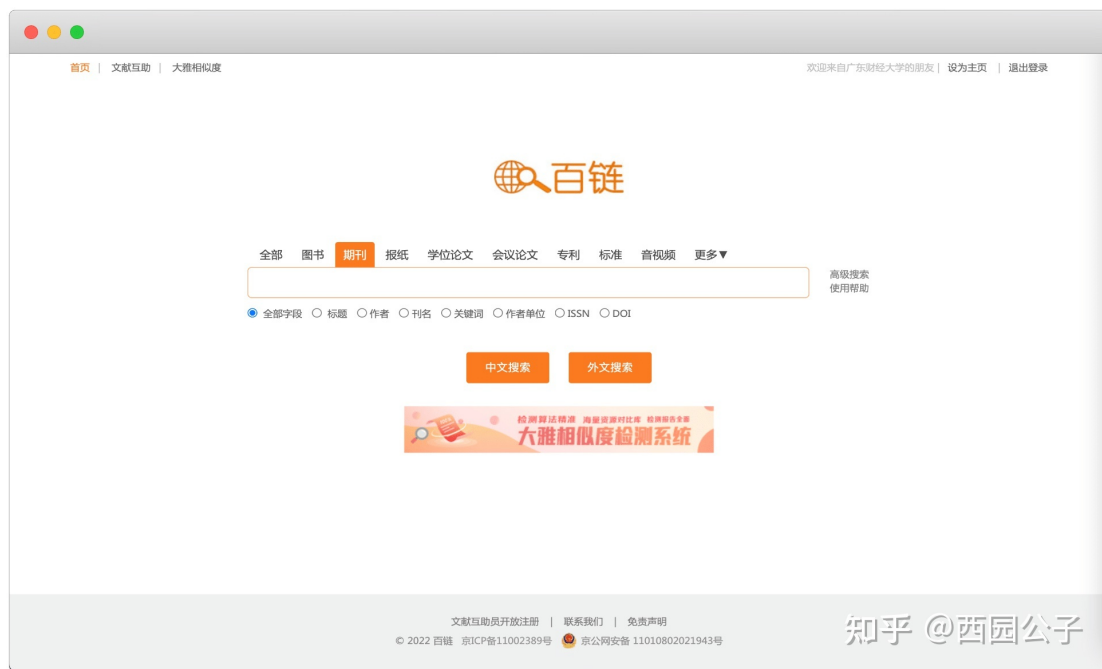 首页 | 文献互助 | 大雅相似度
欢迎来自广东财经大学的朋友 | 设为主页 | 退出登录
百链
全部 图书 期刊 报纸 学位论文 会议论文 专利 标准 音视频 更多▼
高级搜索
使用帮助
全部字段 标题 作者 刊名 关键词 作者单位 ISSN DOI
中文搜索 外文搜索
检测算法精准 海量资源对比库 检测报告全面
大雅相似度检测系统
文献互助员开放注册 | 联系我们 | 免责声明
© 2022 百链 京ICP备11002389号 京公网安备 11010802021943号
知乎 @西园公子